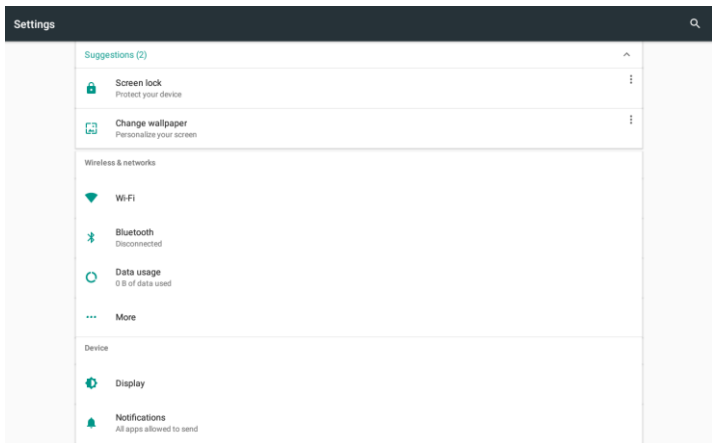 Settings
Suggestions (2)
Screen lock
Protect your device
Change wallpaper
Personalize your screen
Wireless & networks
Wi-Fi
Bluetooth
Disconnected
Data usage
0 B of data used
More
Device
Display
Notifications
All apps allowed to send